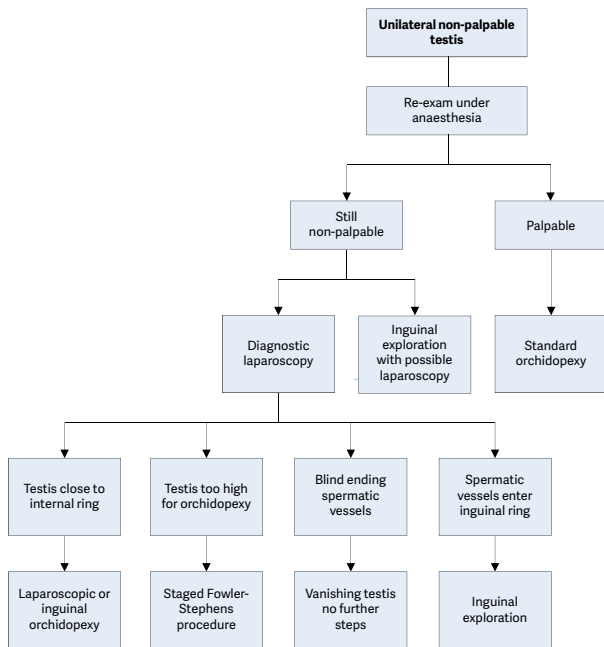 Unilateral non-palpable
testis
Re-exam under
anaesthesia
Still
non-palpable
Palpable
Diagnostic
laparoscopy
Inguinal
exploration
with possible
laparoscopy
Standard
orchidopexy
Testis close to
internal ring
Testis too high
for orchidopexy
Blind ending
spermatic
vessels
Spermatic
vessels enter
inguinal ring
Laparoscopic or
inguinal
orchidopexy
Staged Fowler-
Stephens
procedure
Vanishing testis
no further
steps
Inguinal
exploration